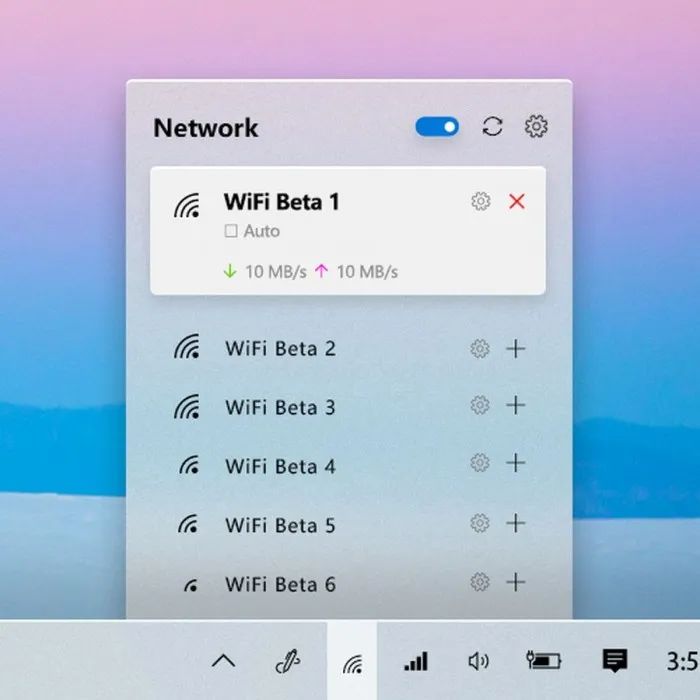 Network
WiFi Beta 1
Auto
10 MB/s 10 MB/s
WiFi Beta 2
WiFi Beta 3
WiFi Beta 4
WiFi Beta 5
WiFi Beta 6
3:5